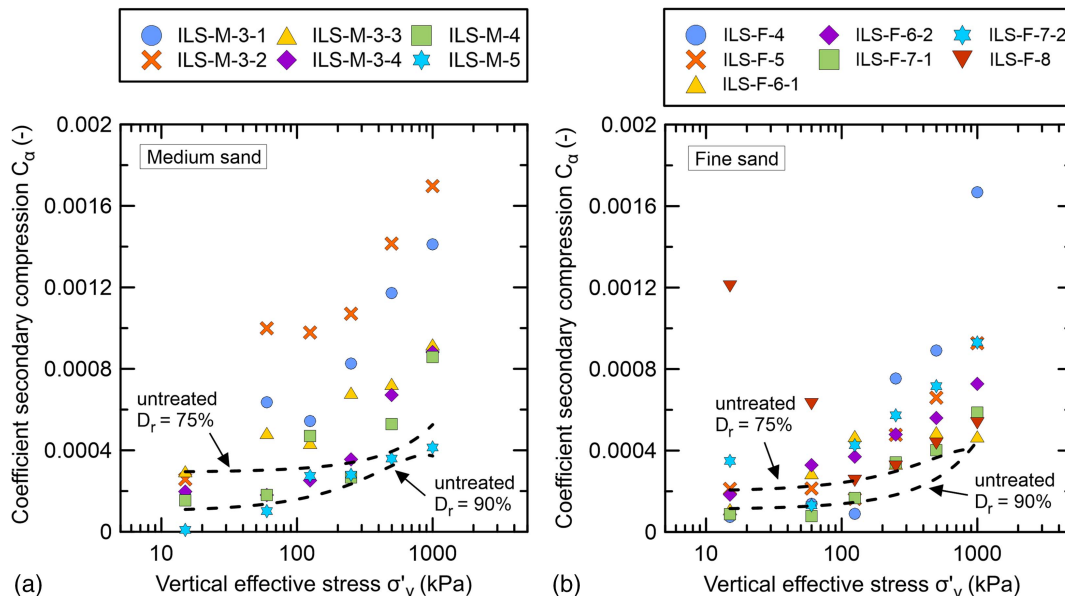 ILS-M-3-1 ILS-M-3-3 ILS-M-4
ILS-M-3-2 ILS-M-3-4 ILS-M-5
Coefficient secondary compression Cα (-)
0.002
0.0016
0.0012
0.0008
0.0004
0
Medium sand
untreated
Dr = 75%
untreated
Dr = 90%
10 100 1000
(a) Vertical effective stress σ'v (kPa)
ILS-F-4 ILS-F-6-2 ILS-F-7-2
ILS-F-5 ILS-F-7-1 ILS-F-8
ILS-F-6-1
Coefficient secondary compression Cα (-)
0.002
0.0016
0.0012
0.0008
0.0004
0
Fine sand
untreated
Dr = 75%
untreated
Dr = 90%
10 100 1000
(b) Vertical effective stress σ'v (kPa)